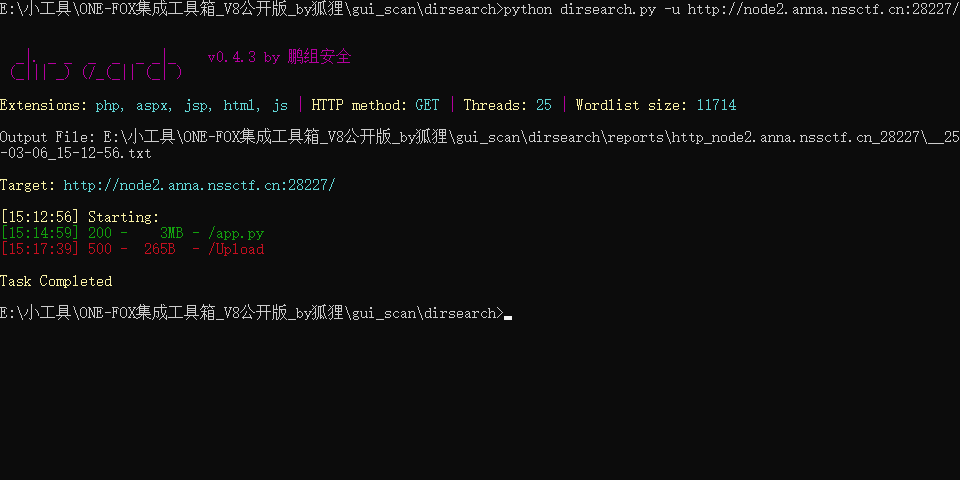 E:\小工具\ONE-FOX集成工具箱_V8公开版_by狐狸\gui_scan\dirsearch>python dirsearch.py -u http://node2.anna.nssctf.cn:28227/
dirsearch v0.4.3 by 鹏组安全
Extensions: php, aspx, jsp, html, js | HTTP method: GET | Threads: 25 | Wordlist size: 11714
Output File: E:\小工具\ONE-FOX集成工具箱_V8公开版_by狐狸\gui_scan\dirsearch\reports\http_node2.anna.nssctf.cn_28227\__25
-03-06_15-12-56.txt
Target: http://node2.anna.nssctf.cn:28227/
[15:12:56] Starting:
[15:14:59] 200 -    3MB - /app.py
[15:17:39] 500 -  265B  - /Upload
Task Completed
E:\小工具\ONE-FOX集成工具箱_V8公开版_by狐狸\gui_scan\dirsearch>